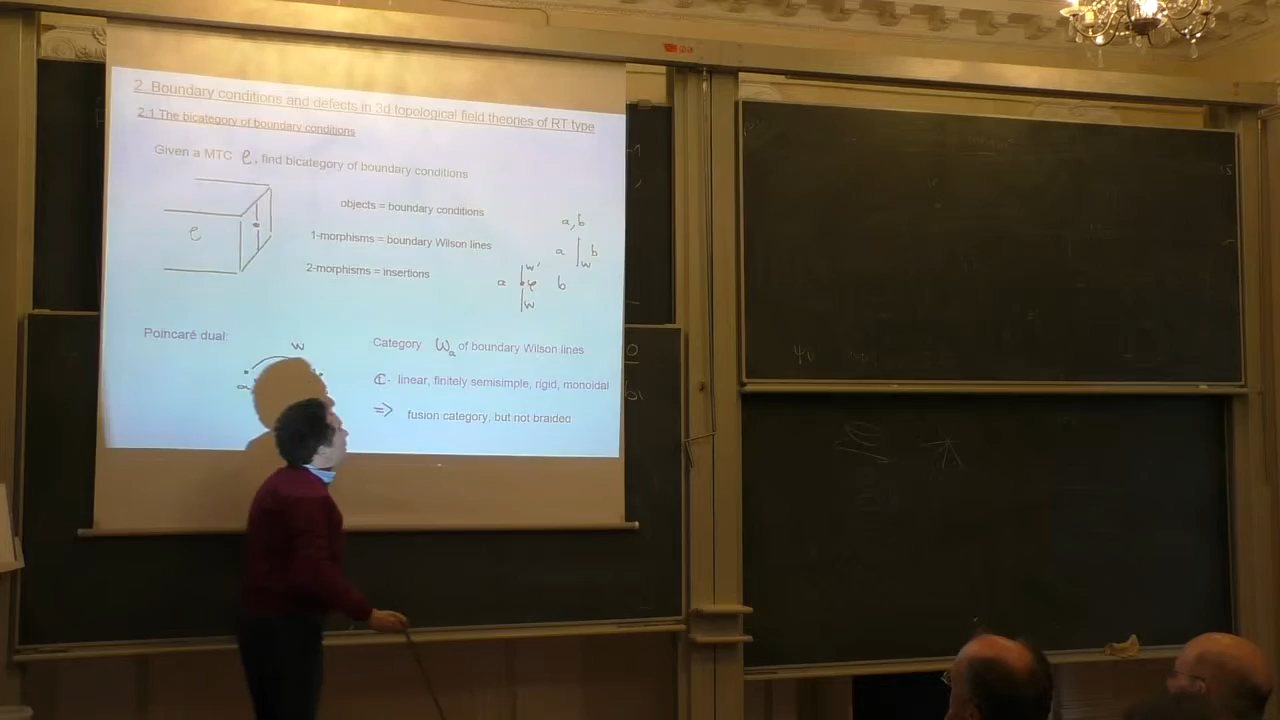 2 Boundary conditions and defects in 3d topological field theories of RT type
2.1 The bicategory of boundary conditions
Given a MTC C, find bicategory of boundary conditions
C
objects = boundary conditions
a, b
1-morphisms = boundary Wilson lines
a | b
w
2-morphisms = insertions
w'
a φ b
w
Poincaré dual:
w
a
Category W_a of boundary Wilson lines
ℂ- linear, finitely semisimple, rigid, monoidal
=> fusion category, but not braided